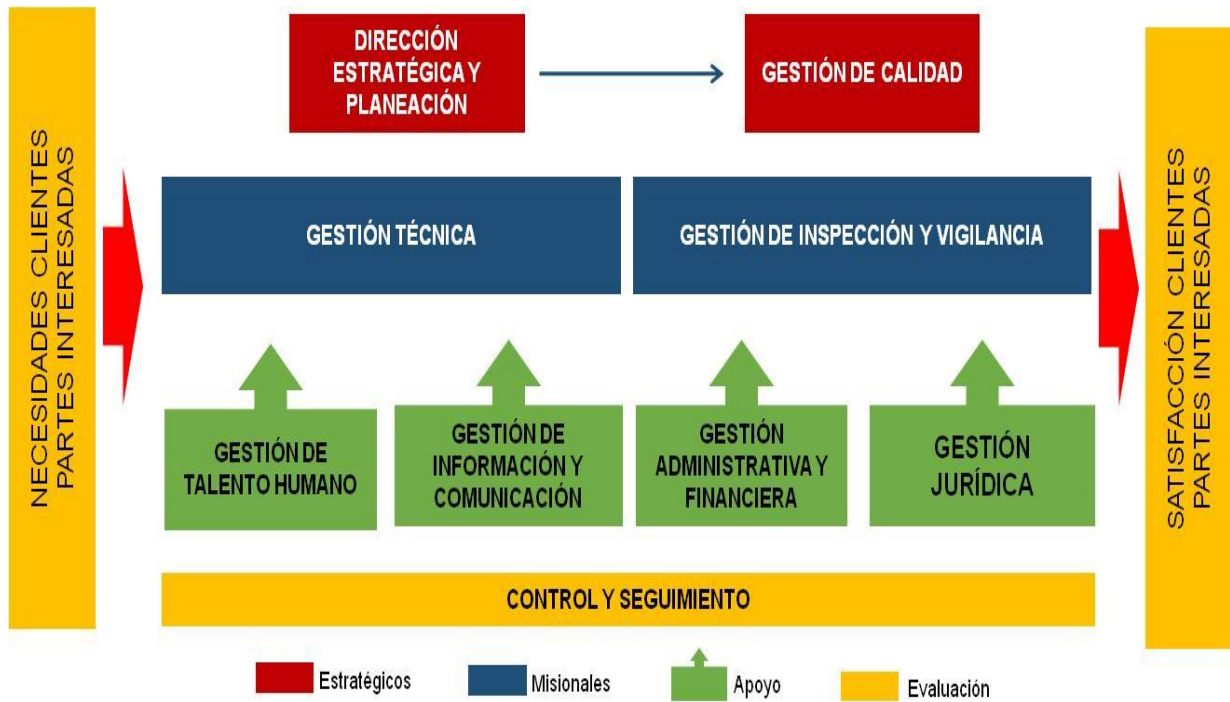 NECESIDADES CLIENTES
PARTES INTERESADAS
DIRECCIÓN
ESTRATÉGICA Y
PLANEACIÓN
GESTIÓN DE CALIDAD
GESTIÓN TÉCNICA
GESTIÓN DE INSPECCIÓN Y VIGILANCIA
GESTIÓN DE
TALENTO HUMANO
GESTIÓN DE
INFORMACIÓN Y
COMUNICACIÓN
GESTIÓN
ADMINISTRATIVA Y
FINANCIERA
GESTIÓN
JURÍDICA
CONTROL Y SEGUIMIENTO
SATISFACCIÓN CLIENTES
PARTES INTERESADAS
Estratégicos
Misionales
Apoyo
Evaluación